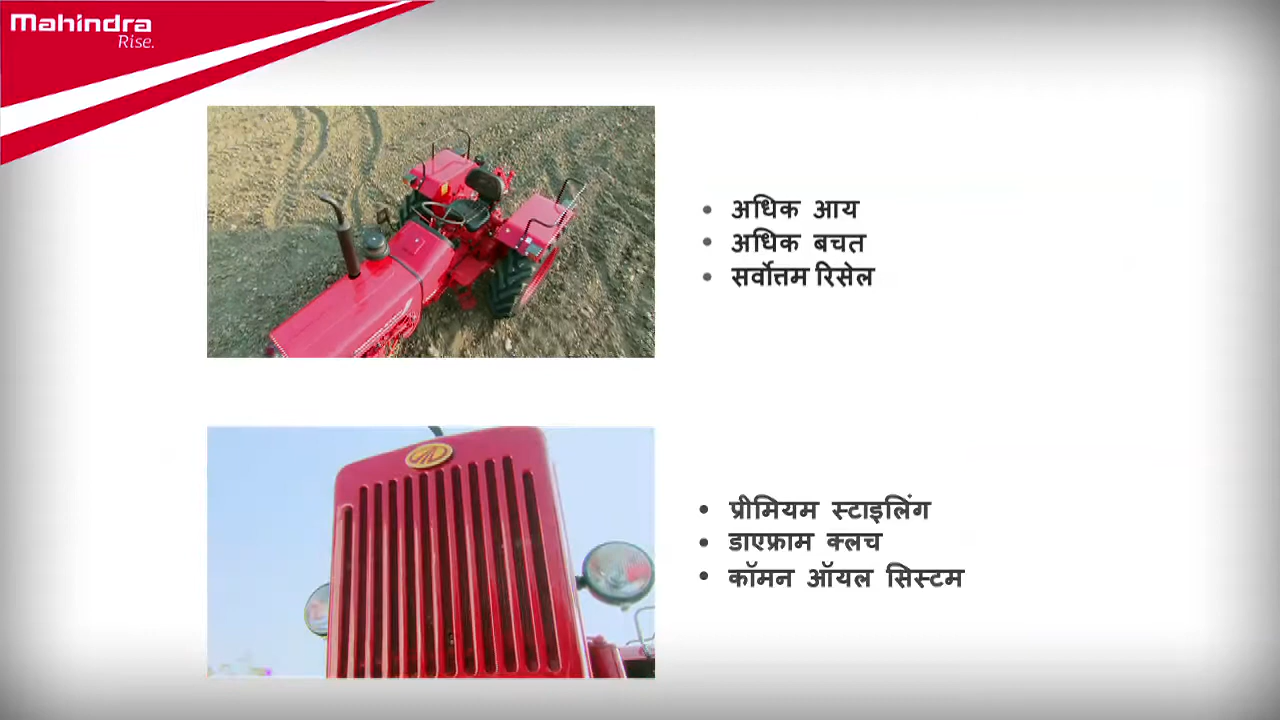 Mahindra
Rise.
• अधिक आय
• अधिक बचत
• सर्वोत्तम रिसेल
• प्रीमियम स्टाइलिंग
• डाएफ्राम क्लच
• कॉमन ऑयल सिस्टम